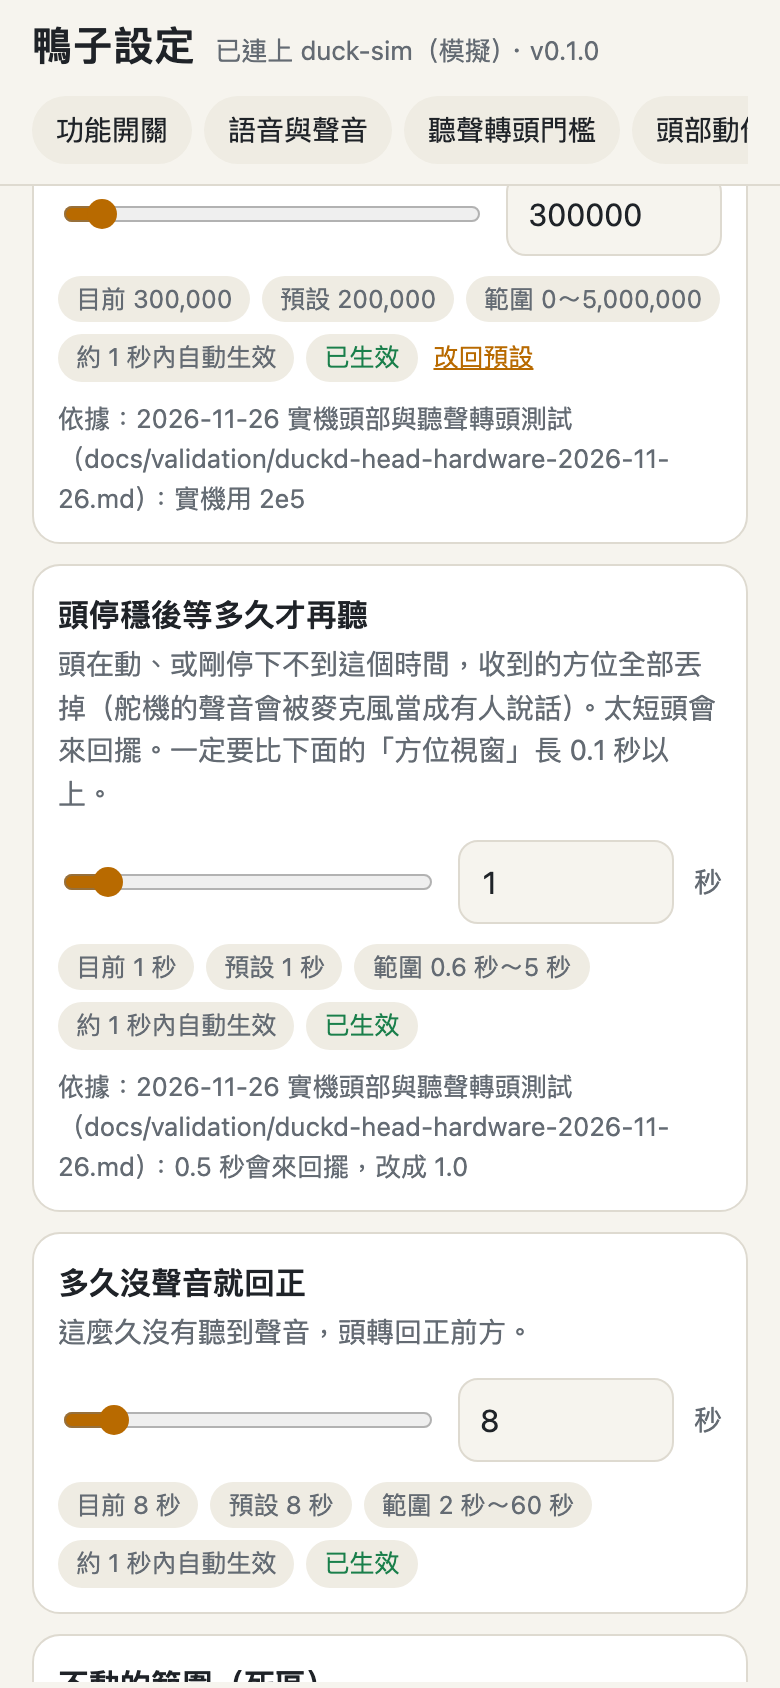 鴨子設定 已連上 duck-sim（模擬）· v0.1.0
功能開關 語音與聲音 聽聲轉頭門檻 頭部動作
300000
目前 300,000 預設 200,000 範圍 0～5,000,000
約 1 秒內自動生效 已生效 改回預設
依據：2026-11-26 實機頭部與聽聲轉頭測試
（docs/validation/duckd-head-hardware-2026-11-
26.md）：實機用 2e5
頭停穩後等多久才再聽
頭在動、或剛停下不到這個時間，收到的方位全部丟
掉（舵機的聲音會被麥克風當成有人說話）。太短頭會
來回擺。一定要比下面的「方位視窗」長 0.1 秒以
上。
1 秒
目前 1 秒 預設 1 秒 範圍 0.6 秒～5 秒
約 1 秒內自動生效 已生效
依據：2026-11-26 實機頭部與聽聲轉頭測試
（docs/validation/duckd-head-hardware-2026-11-
26.md）：0.5 秒會來回擺，改成 1.0
多久沒聲音就回正
這麼久沒有聽到聲音，頭轉回正前方。
8 秒
目前 8 秒 預設 8 秒 範圍 2 秒～60 秒
約 1 秒內自動生效 已生效
不動的範圍（死區）